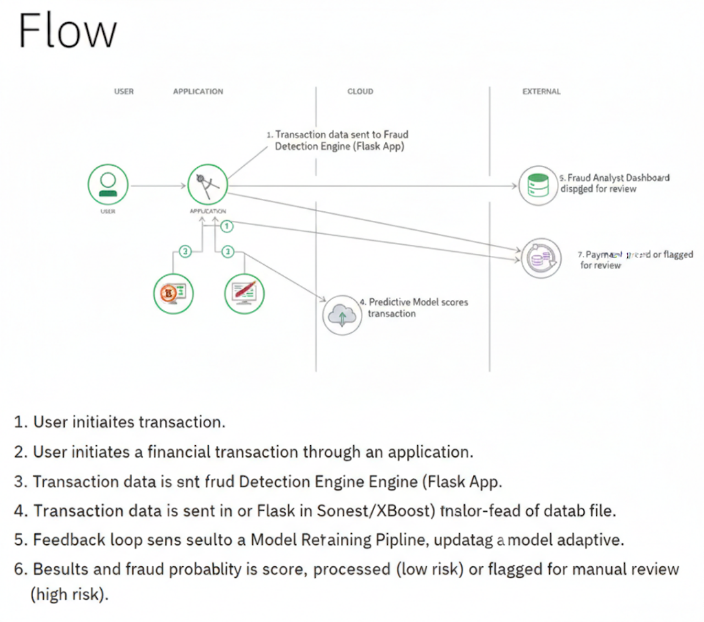 Flow
USER
APPLICATION
CLOUD
EXTERNAL
1. Transaction data sent to Fraud
Detection Engine (Flask App)
USER
APPLICATION
1
2
3
5. Fraud Analyst Dashboard
dispged for review
7. Payment or flagged
for review
4. Predictive Model scores
transaction
1. User initiaites transaction.
2. User initiates a financial transaction through an application.
3. Transaction data is snt frud Detection Engine Engine (Flask App.
4. Transaction data is sent in or Flask in Sonest/XBoost) fnalor-fead of datab file.
5. Feedback loop sens seulto a Model Retaining Pipline, updatag a model adaptive.
6. Besults and fraud probablity is score, processed (low risk) or flagged for manual review
(high risk).